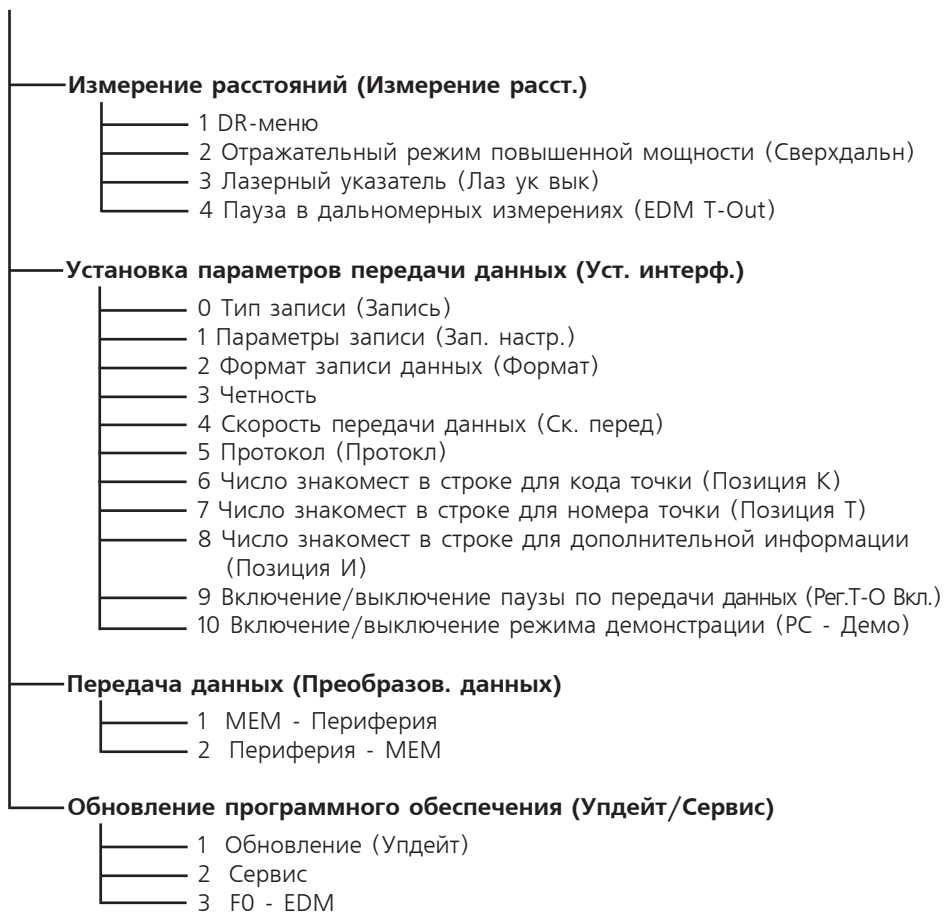 Измерение расстояний (Измерение расст.)
1 DR-меню
2 Отражательный режим повышенной мощности (Сверхдальн)
3 Лазерный указатель (Лаз ук вык)
4 Пауза в дальномерных измерениях (EDM T-Out)
Установка параметров передачи данных (Уст. интерф.)
0 Тип записи (Запись)
1 Параметры записи (Зап. настр.)
2 Формат записи данных (Формат)
3 Четность
4 Скорость передачи данных (Ск. перед)
5 Протокол (Протокл)
6 Число знакомест в строке для кода точки (Позиция К)
7 Число знакомест в строке для номера точки (Позиция Т)
8 Число знакомест в строке для дополнительной информации
(Позиция И)
9 Включение/выключение паузы по передачи данных (Рег.Т-О Вкл.)
10 Включение/выключение режима демонстрации (РС - Демо)
Передача данных (Преобразов. данных)
1 МЕМ - Периферия
2 Периферия - МЕМ
Обновление программного обеспечения (Упдейт/Сервис)
1 Обновление (Упдейт)
2 Сервис
3 F0 - EDM